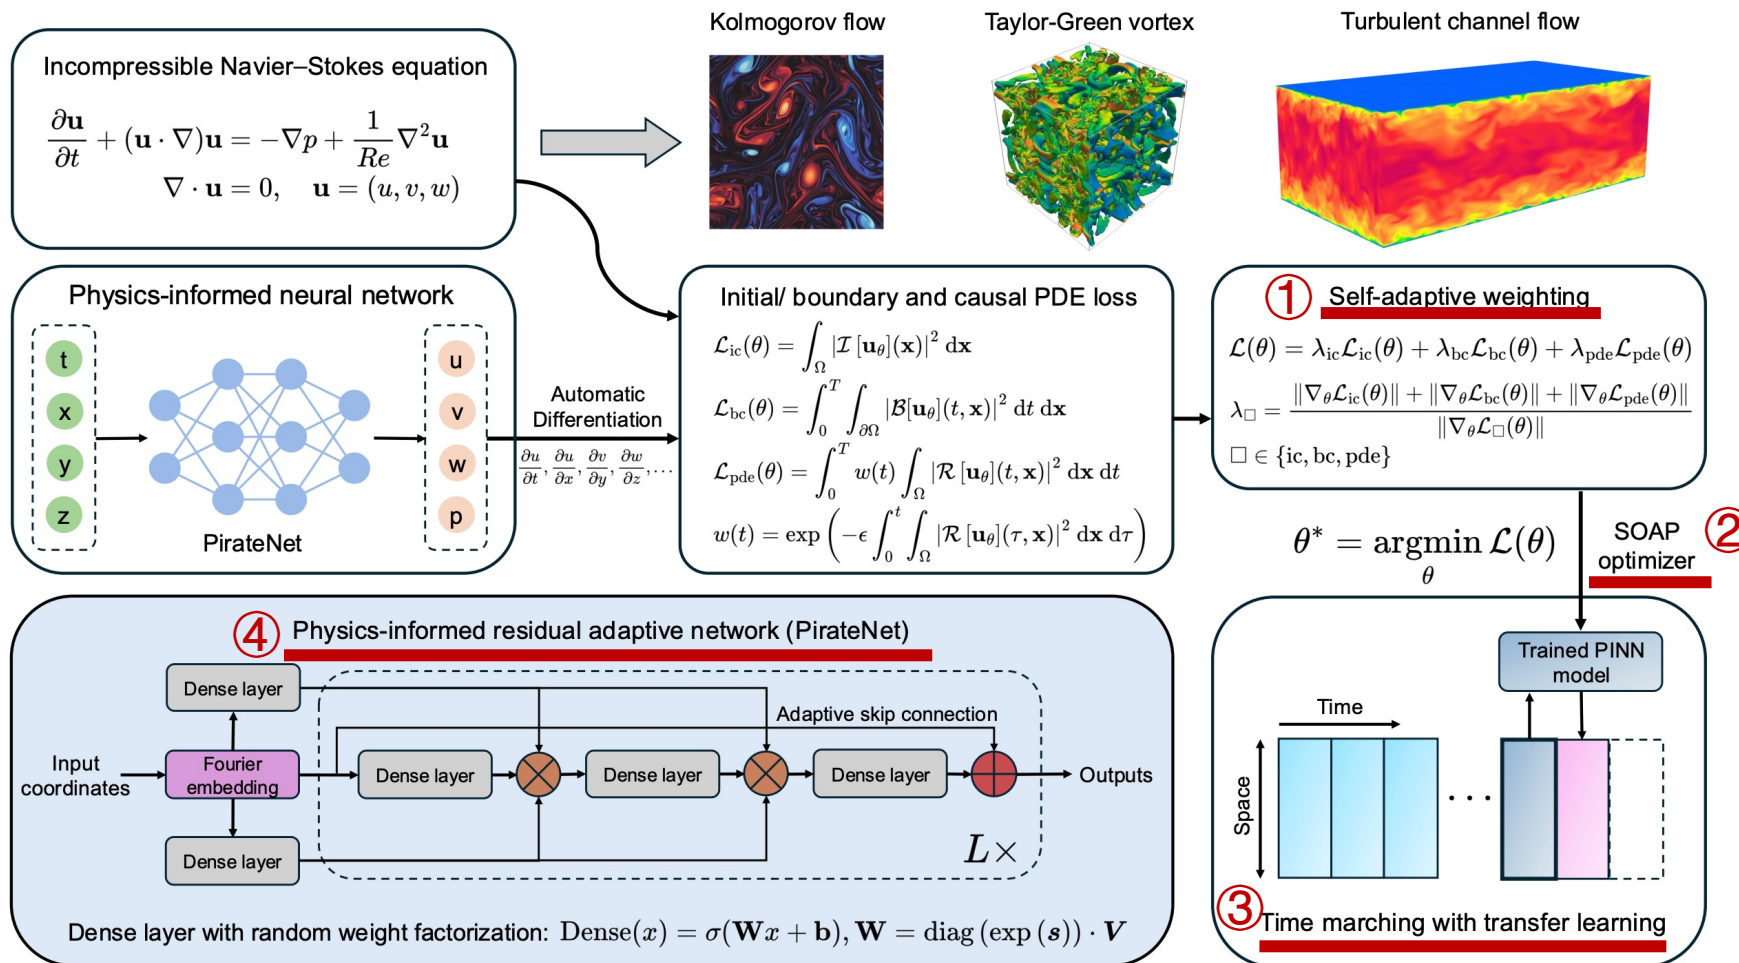 Kolmogorov flow
Taylor-Green vortex
Turbulent channel flow
Incompressible Navier–Stokes equation
∂𝐮/∂t + (𝐮 · ∇)𝐮 = −∇p + 1/Re ∇²𝐮
∇ · 𝐮 = 0, 𝐮 = (u, v, w)
Physics-informed neural network
t
x
y
z
PirateNet
u
v
w
p
Automatic
Differentiation
∂u/∂t, ∂u/∂x, ∂v/∂y, ∂w/∂z, ...
Initial/ boundary and causal PDE loss
ℒ_ic(θ) = ∫_Ω |ℐ [𝐮_θ](𝐱)|² d𝐱
ℒ_bc(θ) = ∫_0^T ∫_∂Ω |ℬ[𝐮_θ](t, 𝐱)|² dt d𝐱
ℒ_pde(θ) = ∫_0^T w(t) ∫_Ω |ℛ [𝐮_θ](t, 𝐱)|² d𝐱 dt
w(t) = exp (−ϵ ∫_0^t ∫_Ω |ℛ [𝐮_θ](τ, 𝐱)|² d𝐱 dτ)
① Self-adaptive weighting
ℒ(θ) = λ_ic ℒ_ic(θ) + λ_bc ℒ_bc(θ) + λ_pde ℒ_pde(θ)
λ_□ = (‖∇_θ ℒ_ic(θ)‖ + ‖∇_θ ℒ_bc(θ)‖ + ‖∇_θ ℒ_pde(θ)‖) / ‖∇_θ ℒ_□(θ)‖
□ ∈ {ic, bc, pde}
θ* = argmin_θ ℒ(θ)
SOAP
optimizer
②
④ Physics-informed residual adaptive network (PirateNet)
Dense layer
Adaptive skip connection
Input
coordinates
Fourier
embedding
Dense layer
Dense layer
Dense layer
Outputs
Dense layer
L×
Dense layer with random weight factorization: Dense(x) = σ(𝐖x + 𝐛), 𝐖 = diag (exp (𝒔)) · 𝑽
Trained PINN
model
Time
Space
· · ·
③ Time marching with transfer learning